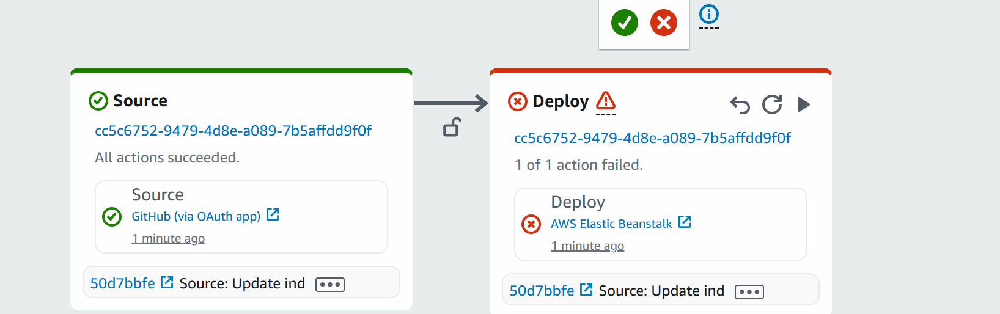 Source
cc5c6752-9479-4d8e-a089-7b5affdd9f0f
All actions succeeded.
Source
GitHub (via OAuth app)
1 minute ago
50d7bbfe Source: Update ind
Deploy
cc5c6752-9479-4d8e-a089-7b5affdd9f0f
1 of 1 action failed.
Deploy
AWS Elastic Beanstalk
1 minute ago
50d7bbfe Source: Update ind